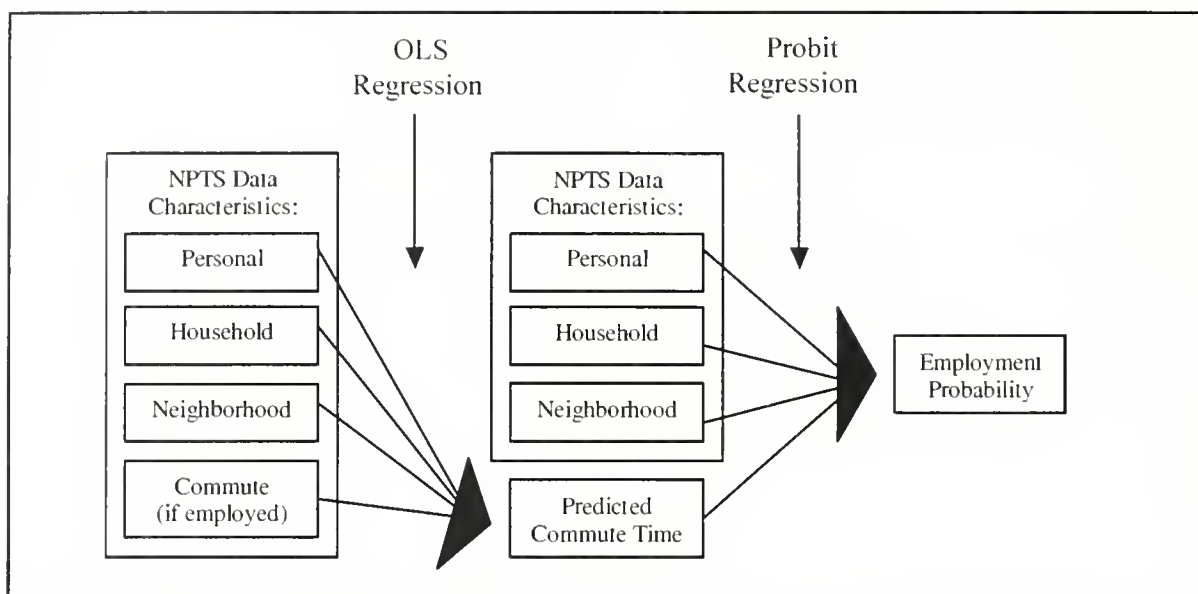 OLS
Regression
Probit
Regression
NPTS Data
Characteristics:
Personal
Household
Neighborhood
Commute
(if employed)
NPTS Data
Characteristics:
Personal
Household
Neighborhood
Predicted
Commute Time
Employment
Probability